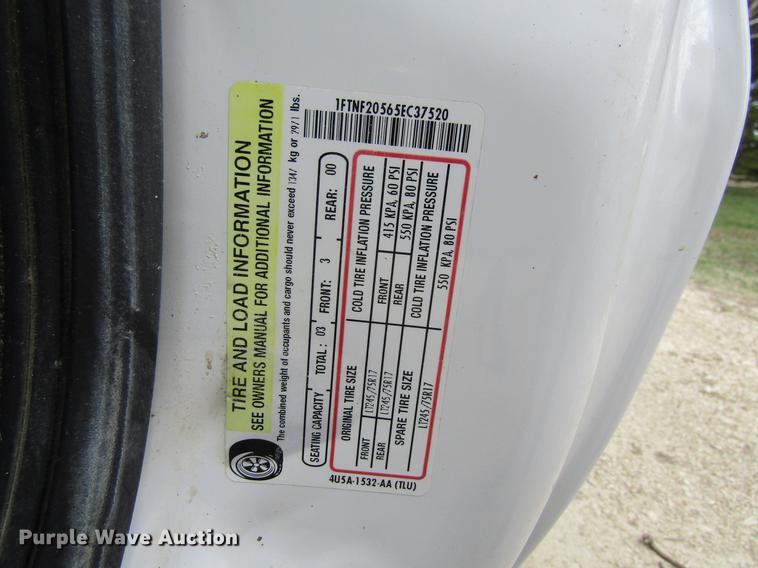 1FTNF20565EC37520
TIRE AND LOAD INFORMATION
SEE OWNERS MANUAL FOR ADDITIONAL INFORMATION
The combined weight of occupants and cargo should never exceed 1347 kg or 2971 lbs.
SEATING CAPACITY TOTAL: 03 FRONT: 3 REAR: 00
ORIGINAL TIRE SIZE COLD TIRE INFLATION PRESSURE
FRONT LT245/75R17 FRONT 415 KPA, 60 PSI
REAR LT245/75R17 REAR 550 KPA, 80 PSI
SPARE TIRE SIZE COLD TIRE INFLATION PRESSURE
LT245/75R17 550 KPA, 80 PSI
4U5A-1532-AA (TLU)
Purple Wave Auction